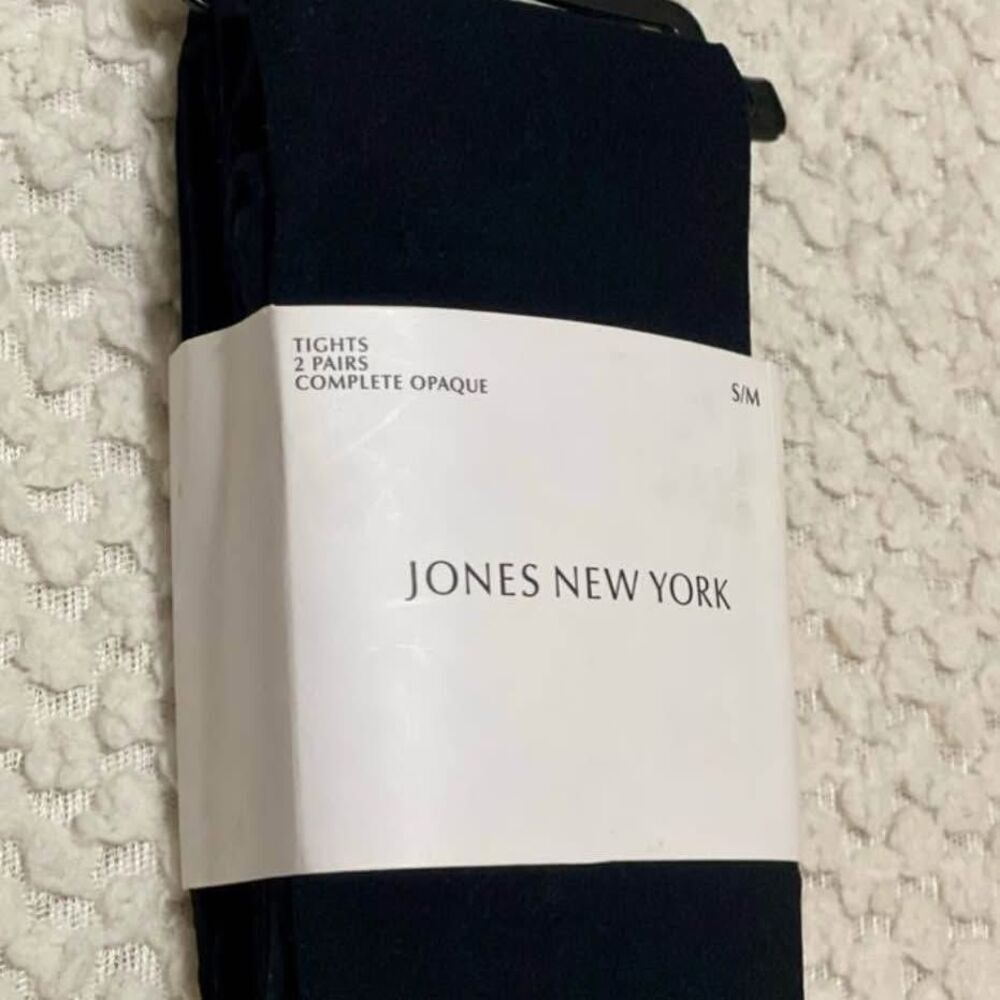 TIGHTS
2 PAIRS
COMPLETE OPAQUE
S/M
JONES NEW YORK